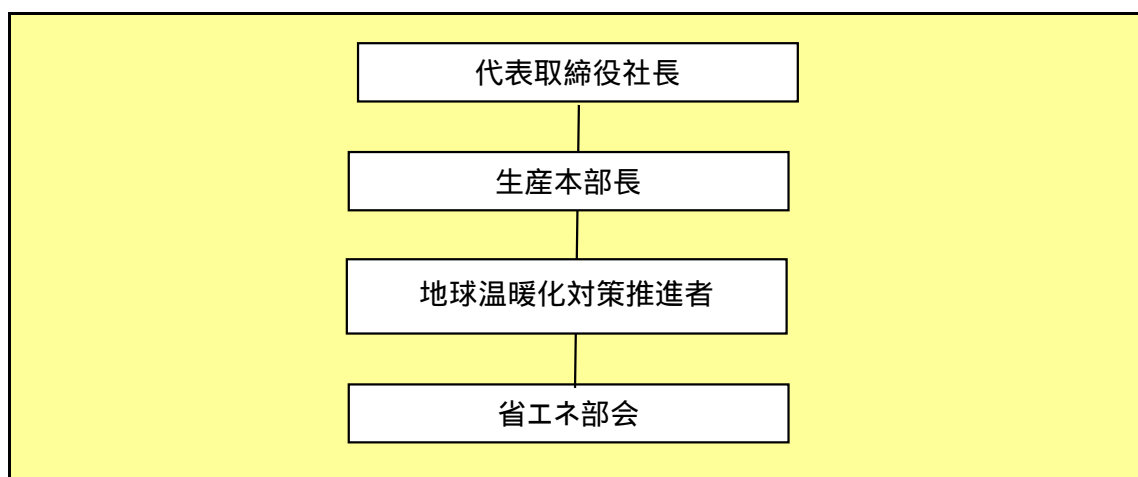 代表取締役社長
生産本部長
地球温暖化対策推進者
省エネ部会